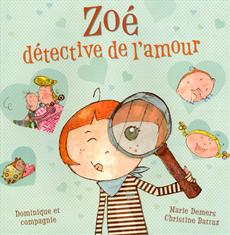 Zoé
détective de l'amour
Dominique et
compagnie
Marie Demers
Christine Battuz